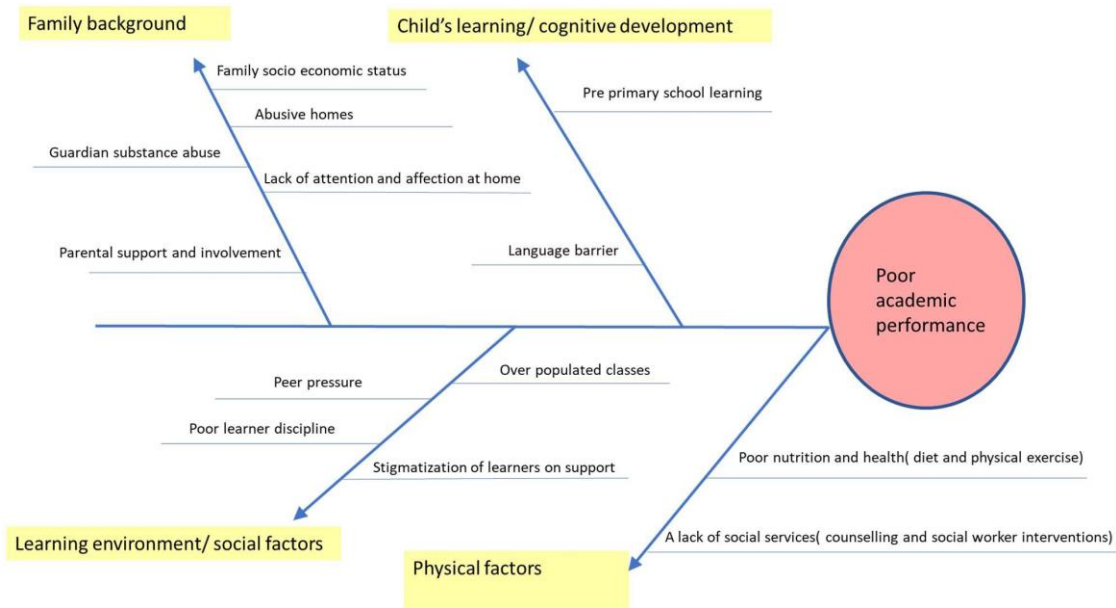 Family background
Child's learning/ cognitive development
Family socio economic status
Pre primary school learning
Abusive homes
Guardian substance abuse
Lack of attention and affection at home
Parental support and involvement
Language barrier
Poor
academic
performance
Peer pressure
Over populated classes
Poor learner discipline
Stigmatization of learners on support
Poor nutrition and health( diet and physical exercise)
A lack of social services( counselling and social worker interventions)
Learning environment/ social factors
Physical factors